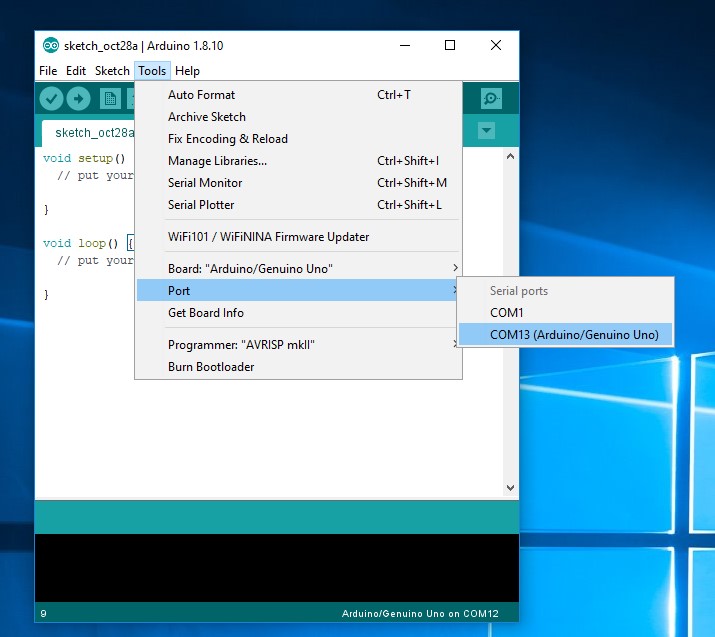 sketch_oct28a | Arduino 1.8.10
File Edit Sketch Tools Help
sketch_oct28a
void setup()
// put your
}
void loop() {
// put your
}
Auto Format Ctrl+T
Archive Sketch
Fix Encoding & Reload
Manage Libraries... Ctrl+Shift+I
Serial Monitor Ctrl+Shift+M
Serial Plotter Ctrl+Shift+L
WiFi101 / WiFiNINA Firmware Updater
Board: "Arduino/Genuino Uno"
Port
Get Board Info
Programmer: "AVRISP mkII"
Burn Bootloader
Serial ports
COM1
COM13 (Arduino/Genuino Uno)
9 Arduino/Genuino Uno on COM12